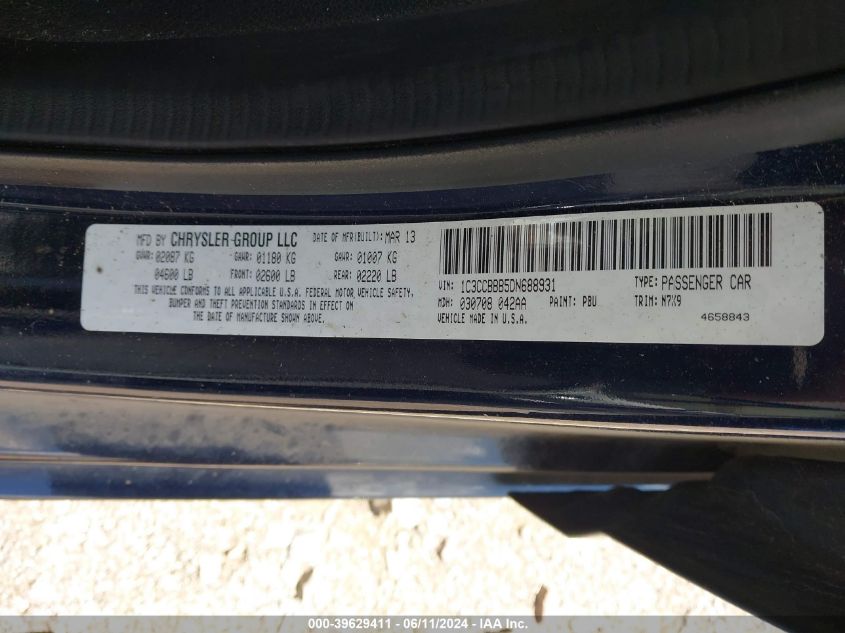 MFD BY CHRYSLER GROUP LLC DATE OF MFR(BUILT): MAR 13
GVWR: 02087 KG GAWR: 01180 KG GAWR: 01007 KG
04600 LB FRONT: 02600 LB REAR: 02220 LB
THIS VEHICLE CONFORMS TO ALL APPLICABLE U.S.A. FEDERAL MOTOR VEHICLE SAFETY,
BUMPER AND THEFT PREVENTION STANDARDS IN EFFECT ON
THE DATE OF MANUFACTURE SHOWN ABOVE.
VIN: 1C3CCBBB5DN688931 TYPE: PASSENGER CAR
MDH: 030708 042AA PAINT: PBU TRIM: N7X9
VEHICLE MADE IN U.S.A. 4658843
000-39629411 - 06/11/2024 - IAA Inc.